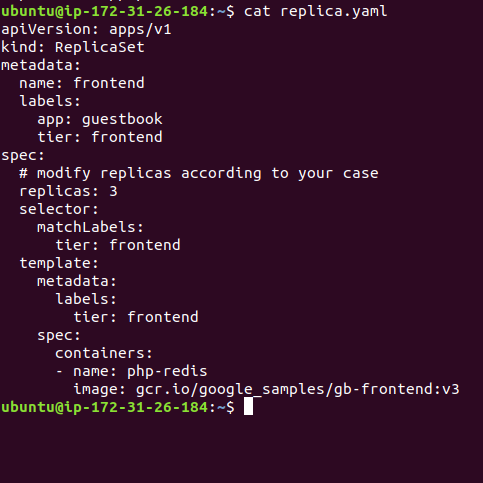 ubuntu@ip-172-31-26-184:~$ cat replica.yaml
apiVersion: apps/v1
kind: ReplicaSet
metadata:
  name: frontend
  labels:
    app: guestbook
    tier: frontend
spec:
  # modify replicas according to your case
  replicas: 3
  selector:
    matchLabels:
      tier: frontend
  template:
    metadata:
      labels:
        tier: frontend
    spec:
      containers:
      - name: php-redis
        image: gcr.io/google_samples/gb-frontend:v3
ubuntu@ip-172-31-26-184:~$